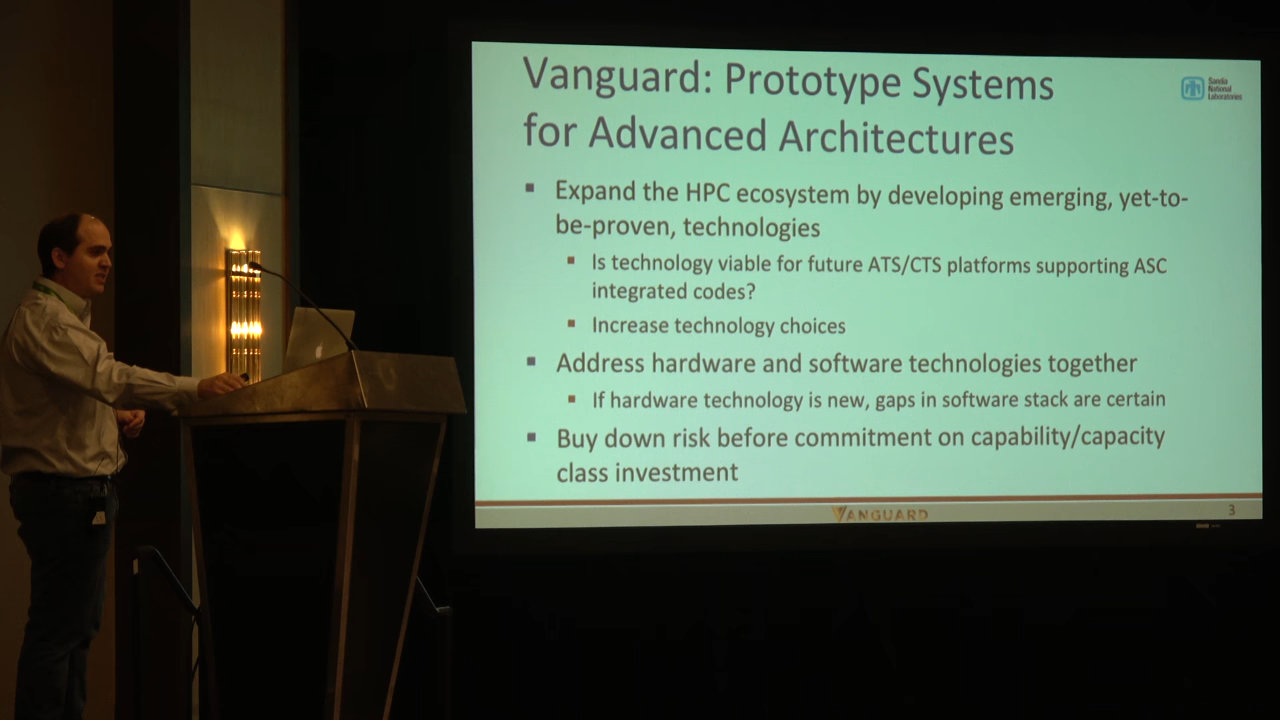 Vanguard: Prototype Systems
for Advanced Architectures
Sandia
National
Laboratories
▪ Expand the HPC ecosystem by developing emerging, yet-to-
be-proven, technologies
▪ Is technology viable for future ATS/CTS platforms supporting ASC
integrated codes?
▪ Increase technology choices
▪ Address hardware and software technologies together
▪ If hardware technology is new, gaps in software stack are certain
▪ Buy down risk before commitment on capability/capacity
class investment
VANGUARD
3